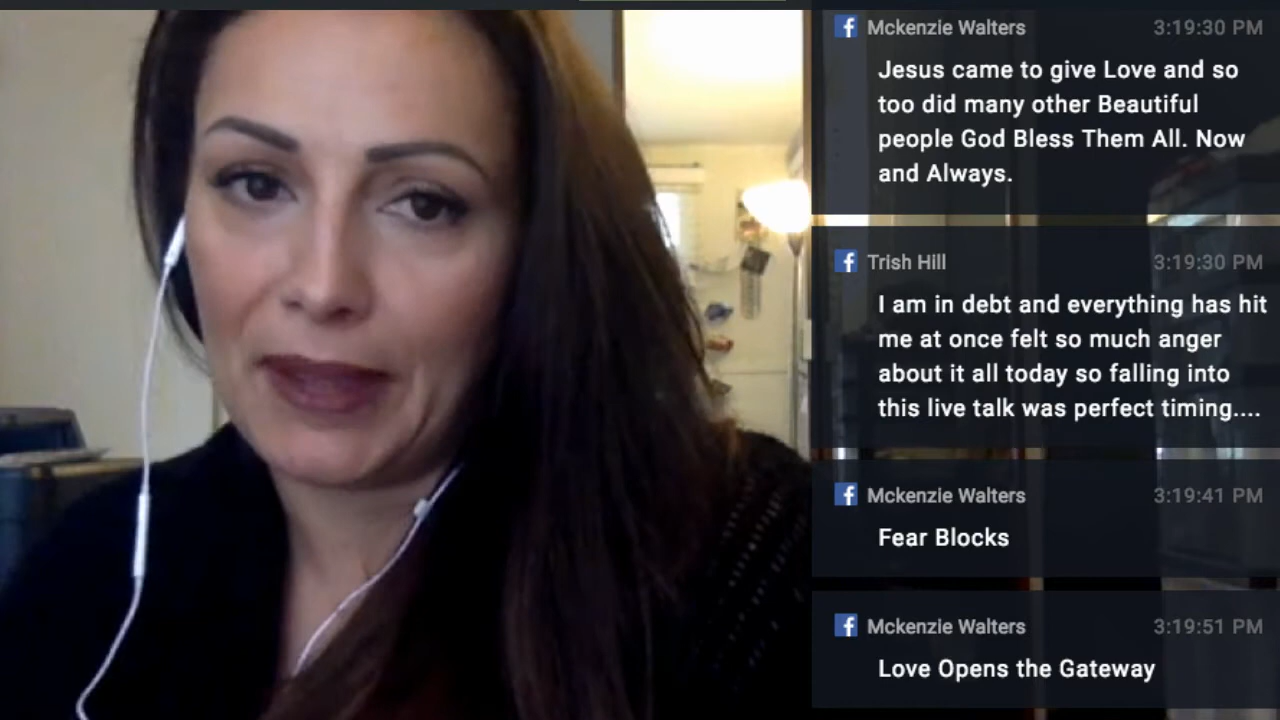 Mckenzie Walters 3:19:30 PM
Jesus came to give Love and so
too did many other Beautiful
people God Bless Them All. Now
and Always.
Trish Hill 3:19:30 PM
I am in debt and everything has hit
me at once felt so much anger
about it all today so falling into
this live talk was perfect timing....
Mckenzie Walters 3:19:41 PM
Fear Blocks
Mckenzie Walters 3:19:51 PM
Love Opens the Gateway